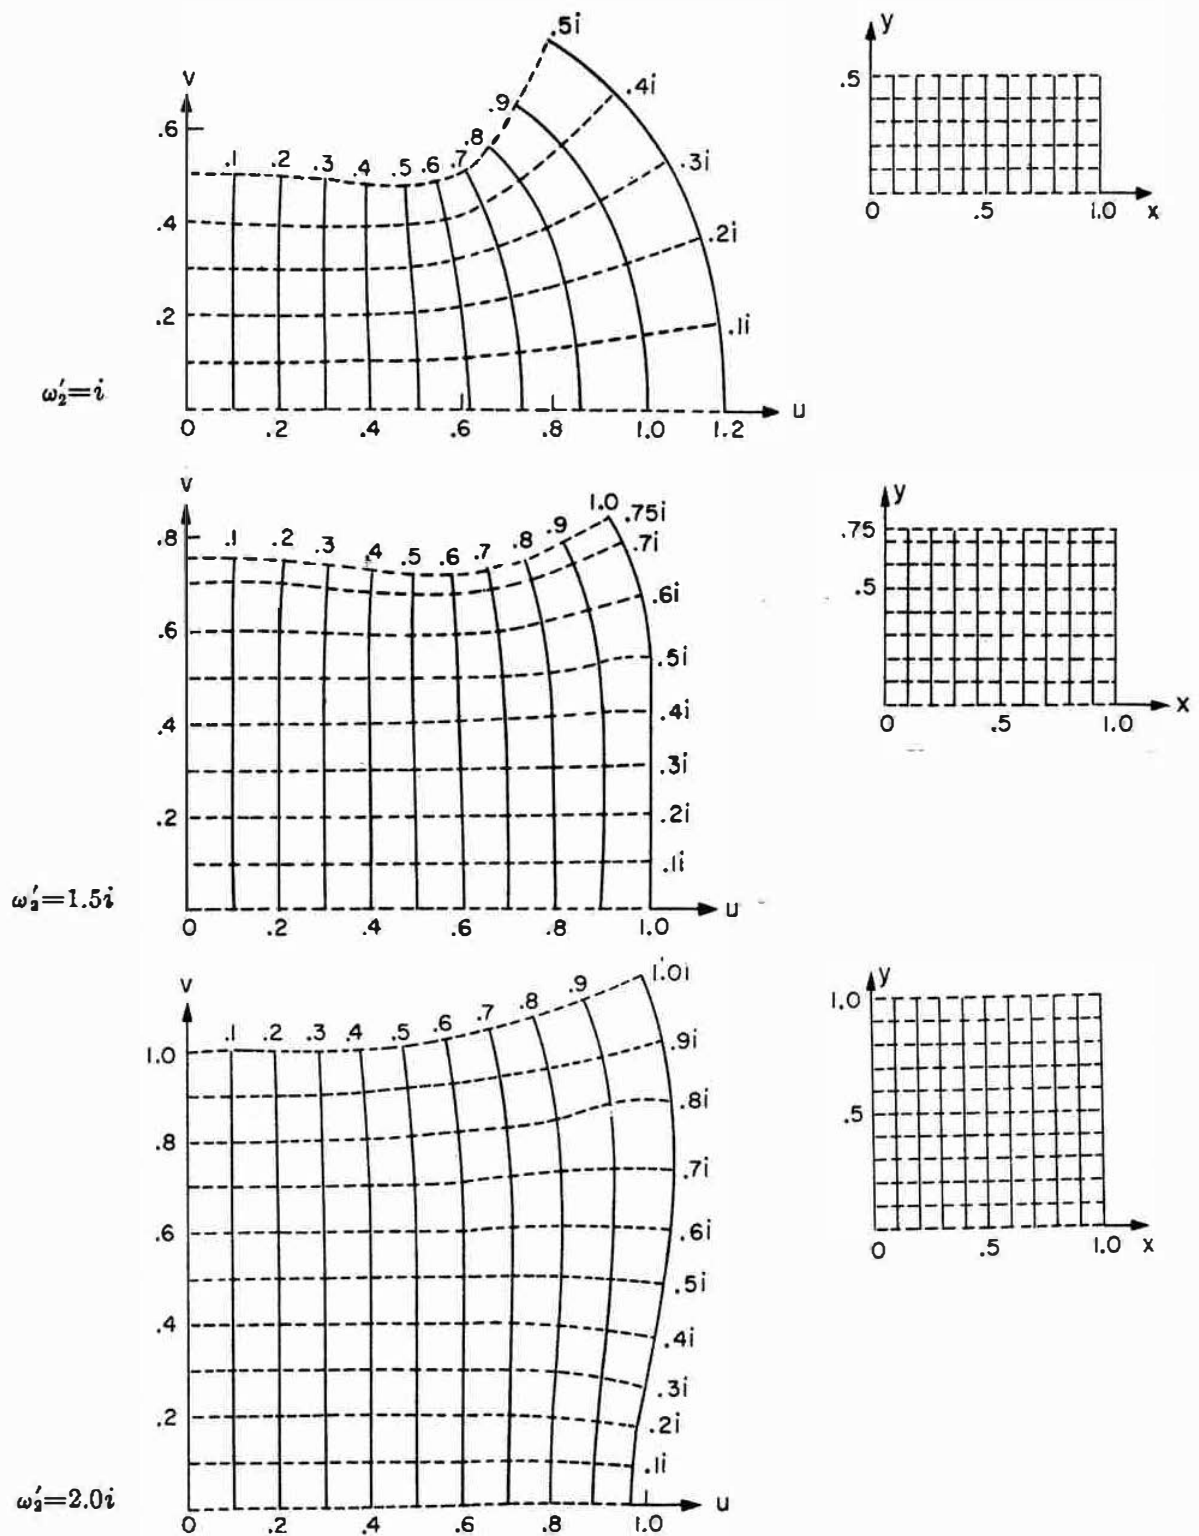 .5i
v
.4i
.9
.8
.6
.1 .2 .3 .4 .5 .6 .7
.3i
.4
.2i
.2
.1i
ω′₂=i
0 .2 .4 .6 .8 1.0 1.2
u
y
.5
0 .5 1.0 x
v
1.0
.75i
.9
.8
.1 .2 .3 .4 .5 .6 .7 .8
.7i
.6i
.6
.5i
.4i
.4
.3i
.2i
.2
.1i
ω′₂=1.5i
0 .2 .4 .6 .8 1.0
u
y
.75
.5
0 .5 1.0 x
v
1.0i
.9
.8
.7
.1 .2 .3 .4 .5 .6
1.0
.9i
.8i
.8
.7i
.6i
.6
.5i
.4i
.4
.3i
.2i
.2
.1i
ω′₂=2.0i
0 .2 .4 .6 .8 1.0
u
y
1.0
.5
0 .5 1.0 x